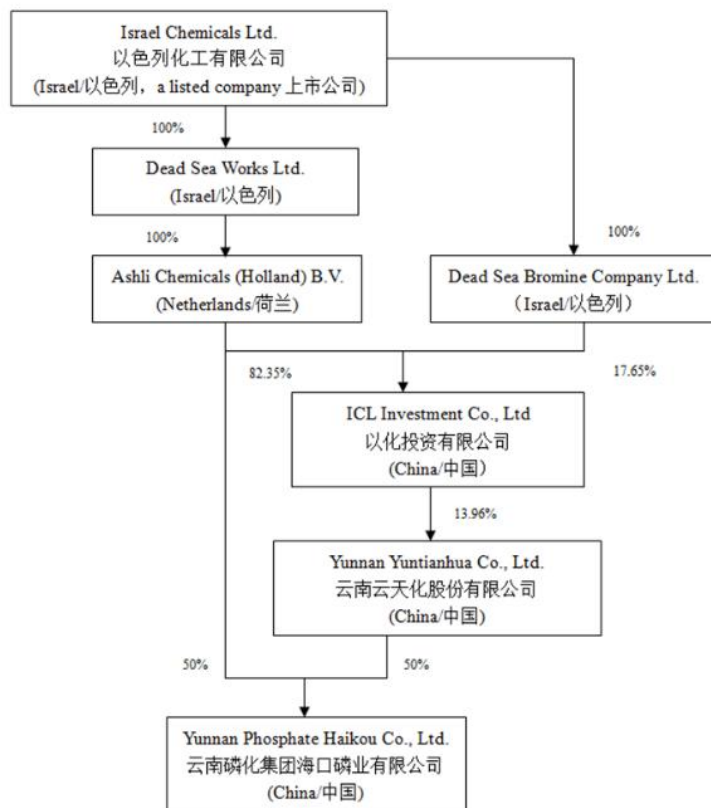 Israel Chemicals Ltd.
以色列化工有限公司
(Israel/以色列，a listed company 上市公司)
100%
Dead Sea Works Ltd.
(Israel/以色列)
100%
100%
Ashli Chemicals (Holland) B.V.
(Netherlands/荷兰)
Dead Sea Bromine Company Ltd.
（Israel/以色列）
82.35%
17.65%
ICL Investment Co., Ltd
以化投资有限公司
(China/中国）
13.96%
Yunnan Yuntianhua Co., Ltd.
云南云天化股份有限公司
(China/中国)
50%
50%
Yunnan Phosphate Haikou Co., Ltd.
云南磷化集团海口磷业有限公司
(China/中国)